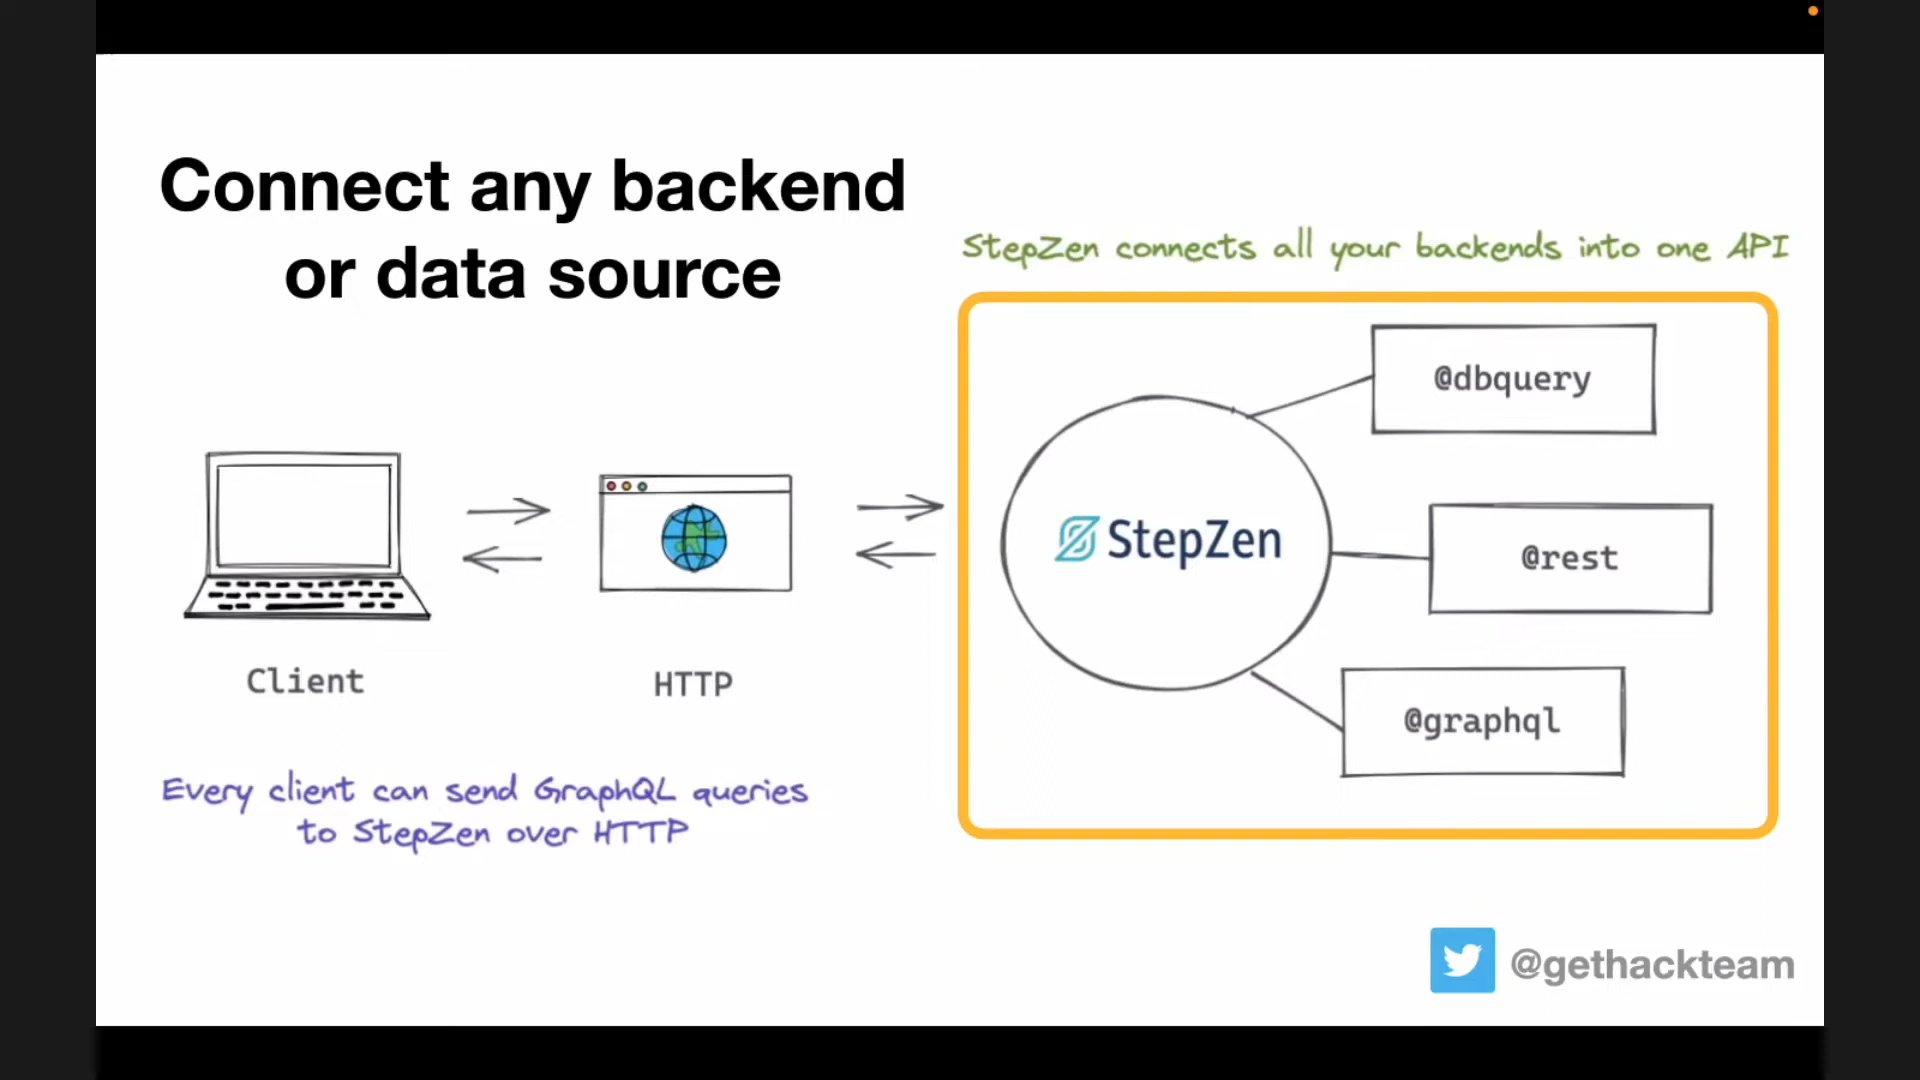 Connect any backend
or data source
StepZen connects all your backends into one API
@dbquery
StepZen
@rest
@graphql
Client
HTTP
Every client can send GraphQL queries
to StepZen over HTTP
@gethackteam